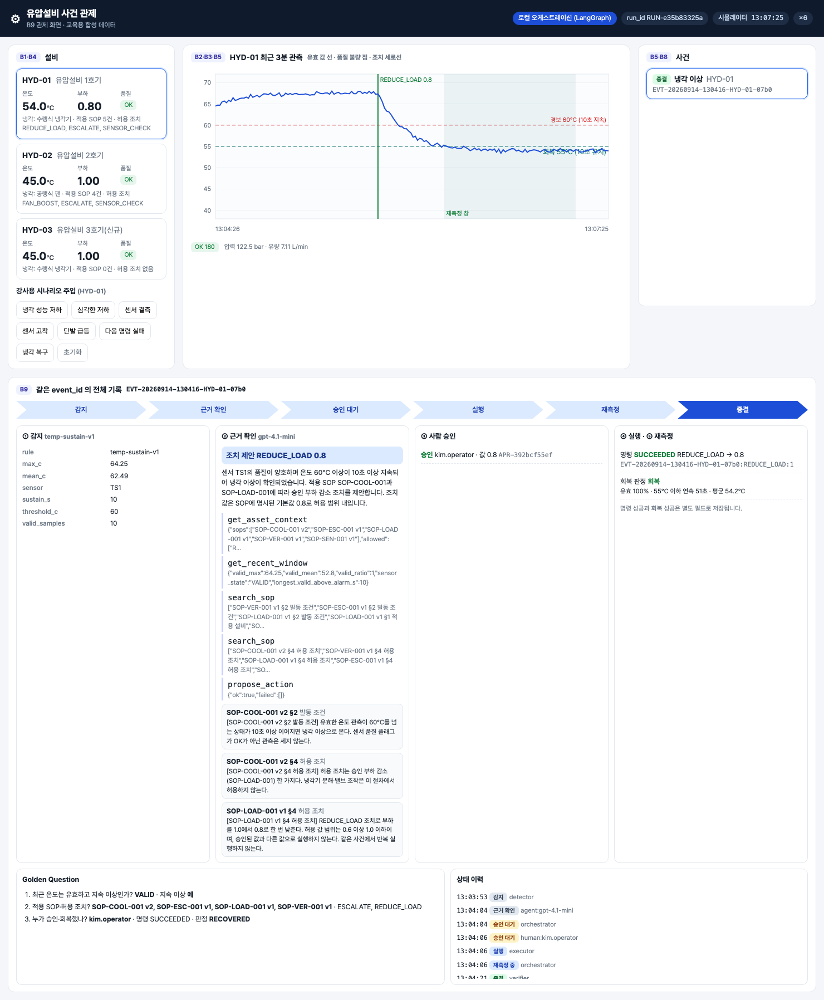 유압설비 사건 관제
B9 관제 화면 · 교육용 합성 데이터
로컬 오케스트레이션 (LangGraph)
run_id RUN-e35b83325a
시뮬레이터 13:07:25
×6
B1·B4 설비
HYD-01 유압설비 1호기
온도 부하 품질
54.0°C 0.80 OK
냉각: 수랭식 냉각기 · 적용 SOP 5건 · 허용 조치
REDUCE_LOAD, ESCALATE, SENSOR_CHECK
HYD-02 유압설비 2호기
온도 부하 품질
45.0°C 1.00 OK
냉각: 공랭식 팬 · 적용 SOP 4건 · 허용 조치
FAN_BOOST, ESCALATE, SENSOR_CHECK
HYD-03 유압설비 3호기(신규)
온도 부하 품질
45.0°C 1.00 OK
냉각: 수랭식 냉각기 · 적용 SOP 0건 · 허용 조치 없음
강사용 시나리오 주입 (HYD-01)
냉각 성능 저하 심각한 저하 센서 결측
센서 고착 단발 급등 다음 명령 실패
냉각 복구 초기화
B2·B3·B5 HYD-01 최근 3분 관측 유효 값 선 · 품질 불량 점 · 조치 세로선
REDUCE_LOAD 0.8
70
65
60
55
50
45
40
경보 60°C (10초 지속)
회복 55°C (10초 유지)
재측정 창
13:04:26 13:07:25
OK 180 압력 122.5 bar · 유량 7.11 L/min
B5·B8 사건
종결 냉각 이상 HYD-01
EVT-20260914-130416-HYD-01-07b0
B9 같은 event_id 의 전체 기록 EVT-20260914-130416-HYD-01-07b0
감지 근거 확인 승인 대기 실행 재측정 종결
① 감지 temp-sustain-v1
rule temp-sustain-v1
max_c 64.25
mean_c 62.49
sensor TS1
sustain_s 10
threshold_c 60
valid_samples 10
② 근거 확인 gpt-4.1-mini
조치 제안 REDUCE_LOAD 0.8
센서 TS1의 품질이 양호하며 온도 60°C 이상이 10초 이상 지속되
어 냉각 이상이 확인되었습니다. 적용 SOP SOP-COOL-001과
SOP-LOAD-001에 따라 승인 부하 감소 조치를 제안합니다. 조치
값은 SOP에 명시된 기본값 0.8로 허용 범위 내입니다.
get_asset_context
{"sops":["SOP-COOL-001 v2","SOP-ESC-001 v1","SOP-LOAD
-001 v1","SOP-VER-001 v1","SOP-SEN-001 v1"],"allowed":
["R...
get_recent_window
{"valid_max":64.25,"valid_mean":52.8,"valid_ratio":1,"sensor
_state":"VALID","longest_valid_above_alarm_s":10}
search_sop
["SOP-VER-001 v1 §2 발동 조건","SOP-ESC-001 v1 §2 발동 조
건","SOP-LOAD-001 v1 §2 발동 조건","SOP-LOAD-001 v1 §1 적
용 설비","SO...
search_sop
["SOP-COOL-001 v2 §4 허용 조치","SOP-VER-001 v1 §4 허용
조치","SOP-LOAD-001 v1 §4 허용 조치","SOP-ESC-001 v1 §4
허용 조치","SO...
propose_action
{"ok":true,"failed":[]}
SOP-COOL-001 v2 §2 발동 조건
[SOP-COOL-001 v2 §2 발동 조건] 유효한 온도 관측이 60°C를 넘
는 상태가 10초 이상 이어지면 냉각 이상으로 본다. 센서 품질 플래그
가 OK가 아닌 관측은 세지 않는다.
SOP-COOL-001 v2 §4 허용 조치
[SOP-COOL-001 v2 §4 허용 조치] 허용 조치는 승인 부하 감소
(SOP-LOAD-001) 한 가지다. 냉각기 분해·밸브 조작은 이 절차에서
허용하지 않는다.
SOP-LOAD-001 v1 §4 허용 조치
[SOP-LOAD-001 v1 §4 허용 조치] REDUCE_LOAD 조치로 부하
를 1.0에서 0.8로 한 번 낮춘다. 허용 값 범위는 0.6 이상 1.0 이하이
며, 승인된 값과 다른 값으로 실행하지 않는다. 같은 사건에서 반복 실
행하지 않는다.
③ 사람 승인
승인 kim.operator · 값 0.8 APR-392bcf55ef
④ 실행 · ⑤ 재측정
명령 SUCCEEDED REDUCE_LOAD → 0.8
EVT-20260914-130416-HYD-01-07b0:REDUCE_LOAD:1
회복 판정 회복
유효 100% · 55°C 이하 연속 51초 · 평균 54.2°C
명령 성공과 회복 성공은 별도 필드로 저장됩니다.
Golden Question
1. 최근 온도는 유효하고 지속 이상인가? VALID · 지속 이상 예
2. 적용 SOP·허용 조치? SOP-COOL-001 v2, SOP-ESC-001 v1, SOP-LOAD-001 v1, SOP-VER-001 v1 · ESCALATE, REDUCE_LOAD
3. 누가 승인·회복했나? kim.operator · 명령 SUCCEEDED · 판정 RECOVERED
상태 이력
13:03:53 감지 detector
13:04:04 근거 확인 agent:gpt-4.1-mini
13:04:04 승인 대기 orchestrator
13:04:06 승인 대기 human:kim.operator
13:04:06 실행 executor
13:04:06 재측정 중 orchestrator
13:04:21 종결 verifier